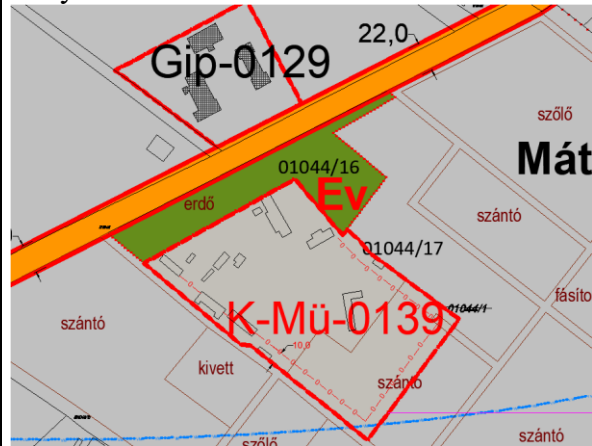 22,0
Gip-0129
szőlő
Mát
01044/16
Ev
erdő
szántó
01044/17
fásíto
01044/1
K-Mü-0139
szántó
10,0
kivett
szántó
szőlő
szántó